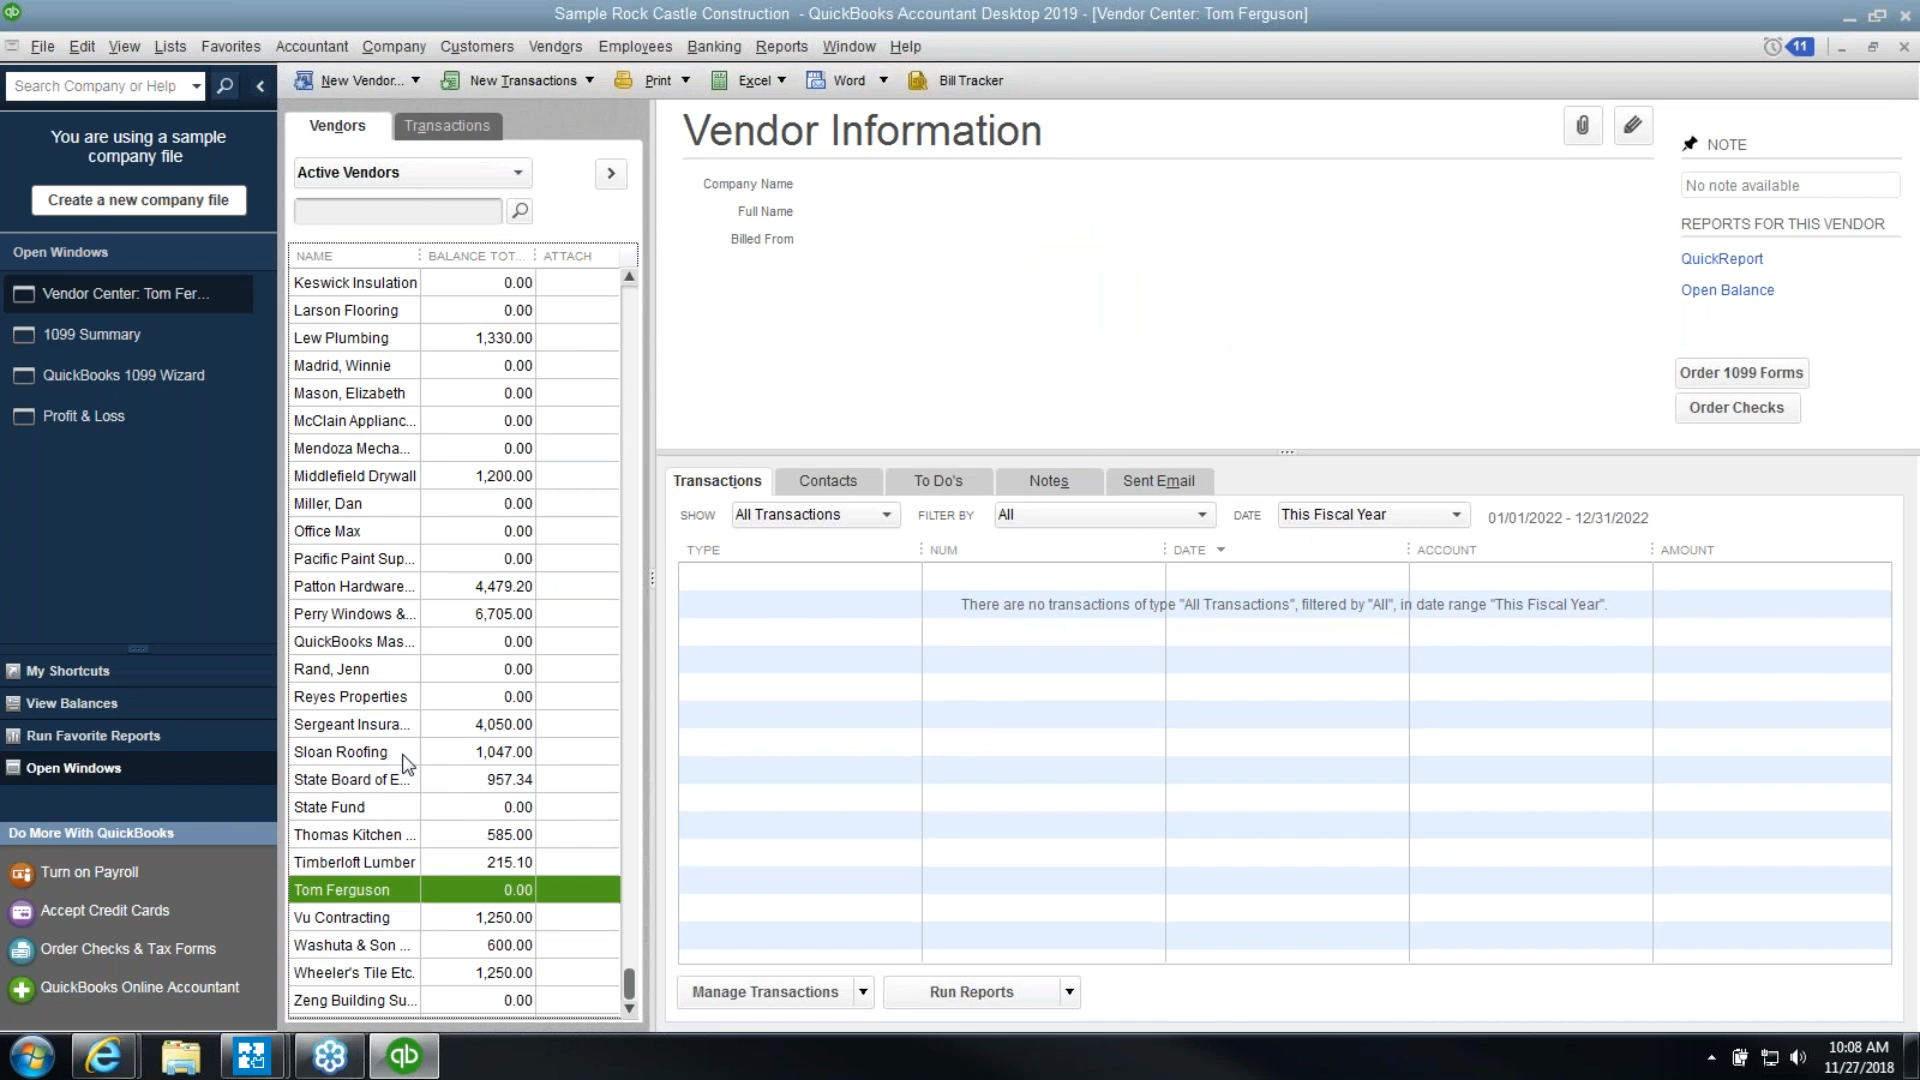 Sample Rock Castle Construction - QuickBooks Accountant Desktop 2019 - [Vendor Center: Tom Ferguson]
File Edit View Lists Favorites Accountant Company Customers Vendors Employees Banking Reports Window Help
11
Search Company or Help
New Vendor... New Transactions Print Excel Word Bill Tracker
You are using a sample
company file
Create a new company file
Open Windows
Vendor Center: Tom Fer...
1099 Summary
QuickBooks 1099 Wizard
Profit & Loss
My Shortcuts
View Balances
Run Favorite Reports
Open Windows
Do More With QuickBooks
Turn on Payroll
Accept Credit Cards
Order Checks & Tax Forms
QuickBooks Online Accountant
Vendors Transactions
Active Vendors
NAME BALANCE TOT... ATTACH
Keswick Insulation 0.00
Larson Flooring 0.00
Lew Plumbing 1,330.00
Madrid, Winnie 0.00
Mason, Elizabeth 0.00
McClain Applianc... 0.00
Mendoza Mecha... 0.00
Middlefield Drywall 1,200.00
Miller, Dan 0.00
Office Max 0.00
Pacific Paint Sup... 0.00
Patton Hardware... 4,479.20
Perry Windows &... 6,705.00
QuickBooks Mas... 0.00
Rand, Jenn 0.00
Reyes Properties 0.00
Sergeant Insura... 4,050.00
Sloan Roofing 1,047.00
State Board of E... 957.34
State Fund 0.00
Thomas Kitchen ... 585.00
Timberloft Lumber 215.10
Tom Ferguson 0.00
Vu Contracting 1,250.00
Washuta & Son ... 600.00
Wheeler's Tile Etc. 1,250.00
Zeng Building Su... 0.00
Vendor Information
Company Name
Full Name
Billed From
NOTE
No note available
REPORTS FOR THIS VENDOR
QuickReport
Open Balance
Order 1099 Forms
Order Checks
Transactions Contacts To Do's Notes Sent Email
SHOW All Transactions FILTER BY All DATE This Fiscal Year 01/01/2022 - 12/31/2022
TYPE NUM DATE ACCOUNT AMOUNT
There are no transactions of type "All Transactions", filtered by "All", in date range "This Fiscal Year".
Manage Transactions Run Reports
qb
10:08 AM
11/27/2018